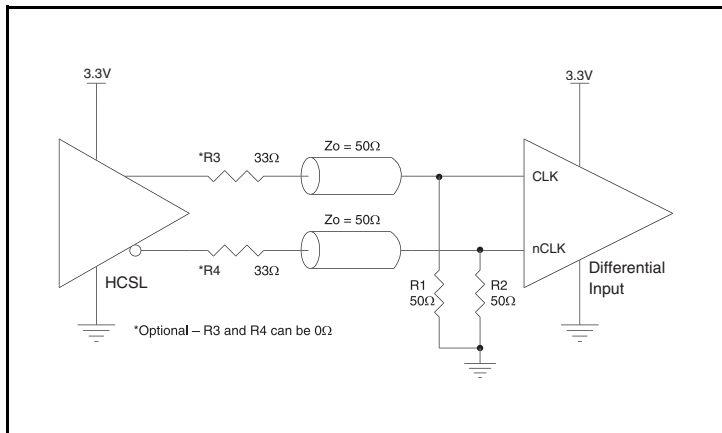 3.3V
3.3V
*R3 33Ω
Zo = 50Ω
CLK
Zo = 50Ω
nCLK
*R4 33Ω
HCSL
R1
50Ω
R2
50Ω
Differential
Input
*Optional – R3 and R4 can be 0Ω